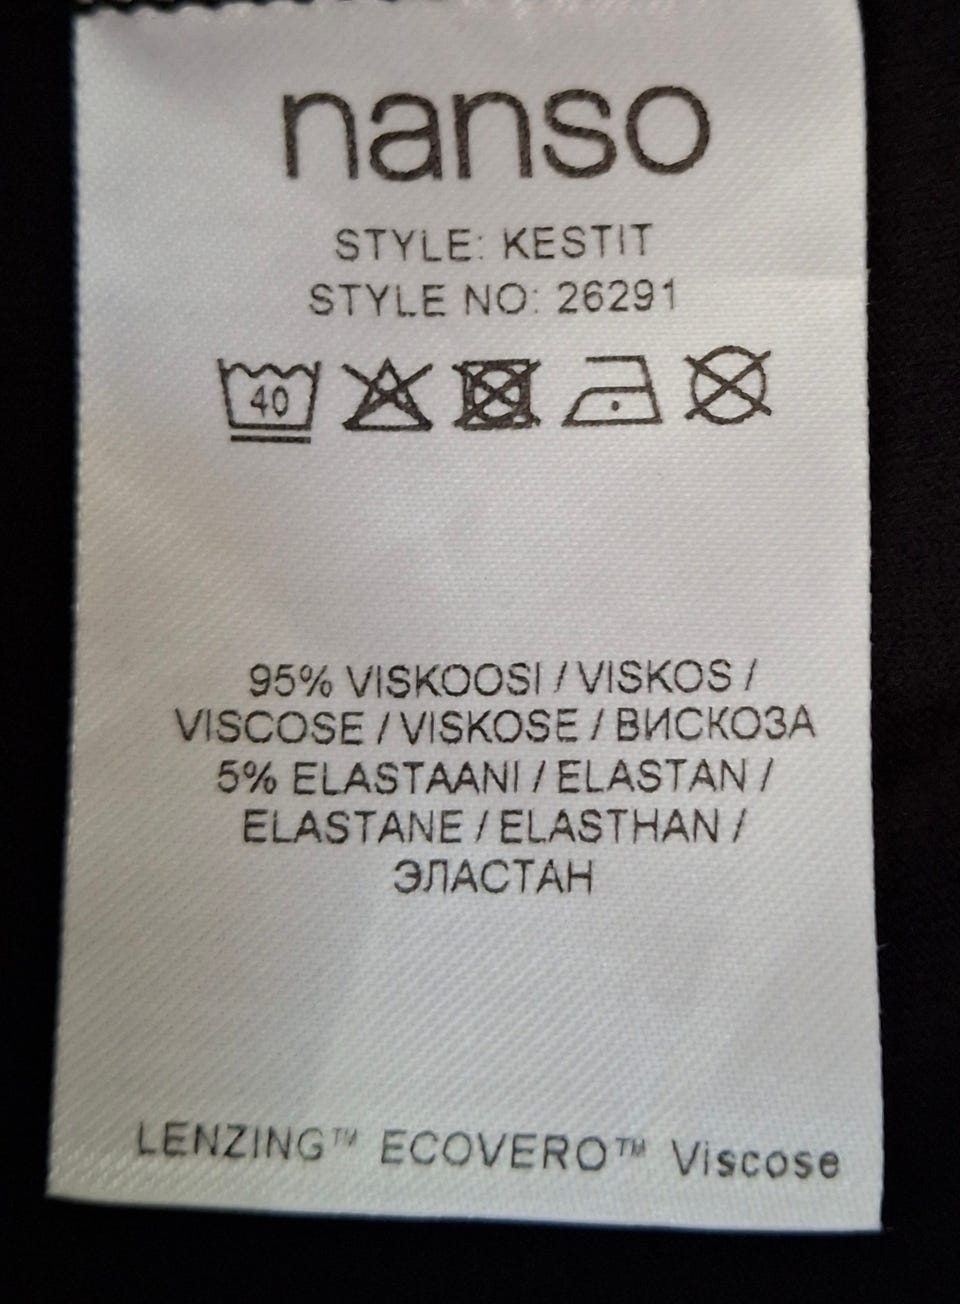 nanso
STYLE: KESTIT
STYLE NO: 26291
40
95% VISKOOSI / VISKOS /
VISCOSE / VISKOSE / ВИСКОЗА
5% ELASTAANI / ELASTAN /
ELASTANE / ELASTHAN /
ЭЛАСТАН
LENZING™ ECOVERO™ Viscose